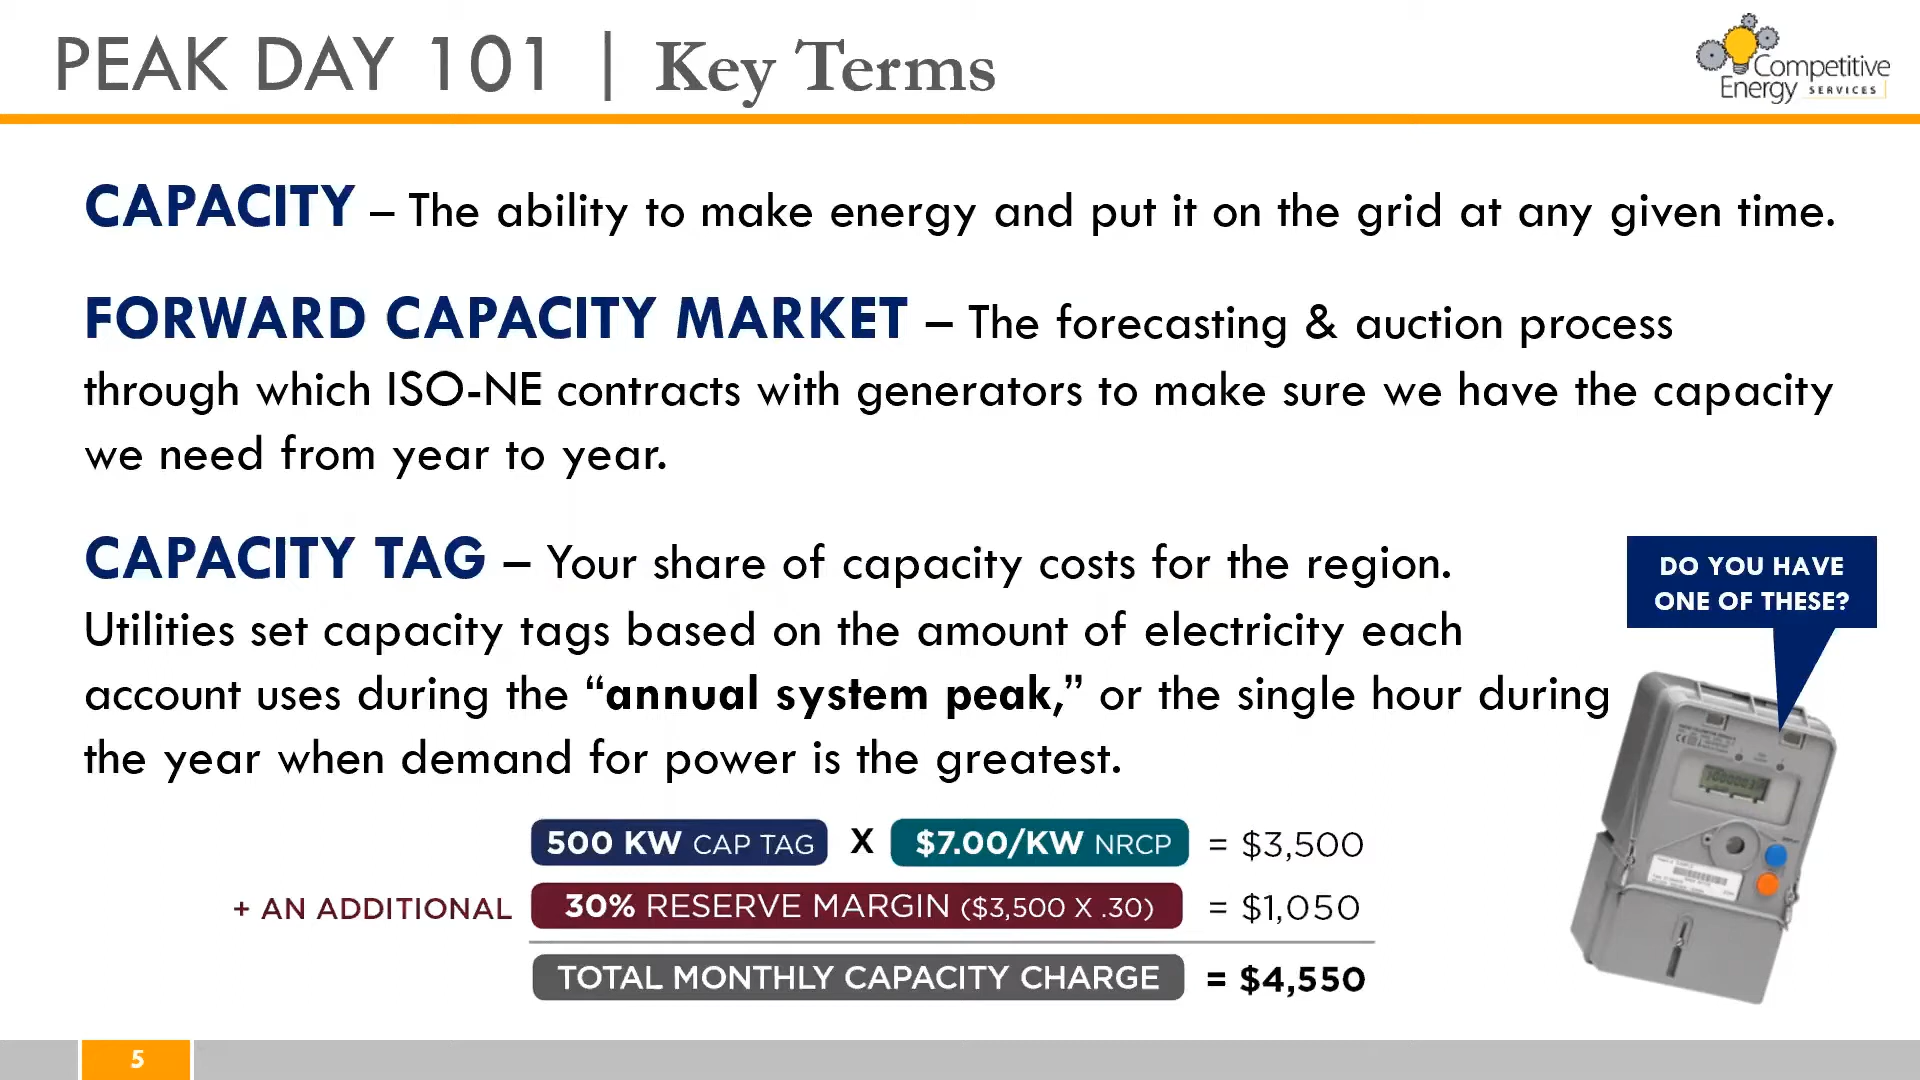 PEAK DAY 101 | Key Terms
Competitive
Energy SERVICES
CAPACITY – The ability to make energy and put it on the grid at any given time.
FORWARD CAPACITY MARKET – The forecasting & auction process
through which ISO-NE contracts with generators to make sure we have the capacity
we need from year to year.
CAPACITY TAG – Your share of capacity costs for the region.
Utilities set capacity tags based on the amount of electricity each
account uses during the “annual system peak,” or the single hour during
the year when demand for power is the greatest.
DO YOU HAVE
ONE OF THESE?
500 KW CAP TAG X $7.00/KW NRCP = $3,500
+ AN ADDITIONAL 30% RESERVE MARGIN ($3,500 X .30) = $1,050
TOTAL MONTHLY CAPACITY CHARGE = $4,550
5